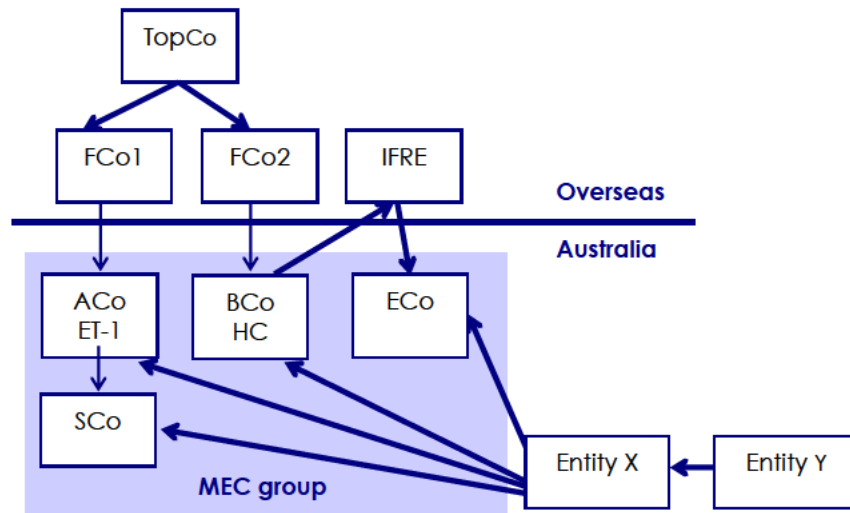 TopCo
FCo1
FCo2
IFRE
Overseas
Australia
ACo
ET-1
BCo
HC
ECo
SCo
MEC group
Entity X
Entity Y